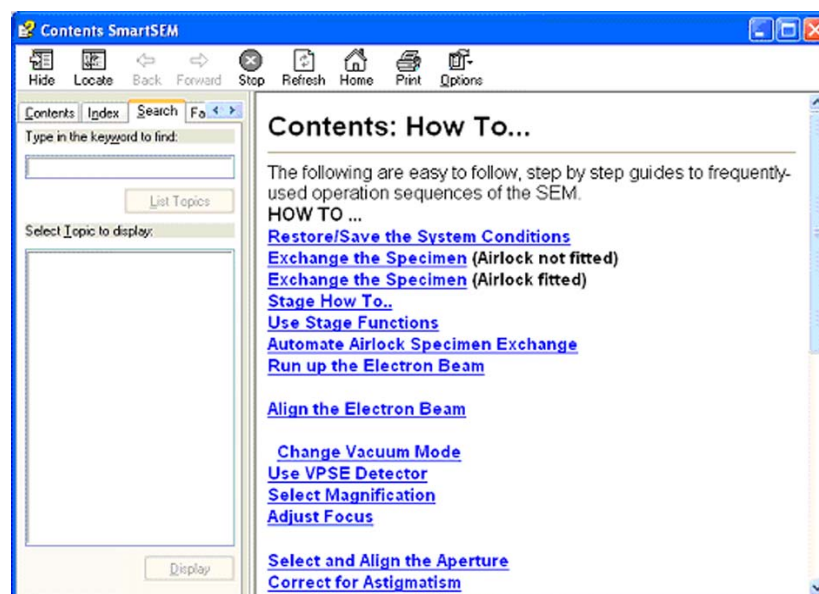 Contents SmartSEM
Hide Locate Back Forward Stop Refresh Home Print Options
Contents Index Search Fa
Type in the keyword to find:
List Topics
Select Topic to display:
Display
Contents: How To...
The following are easy to follow, step by step guides to frequently-
used operation sequences of the SEM.
HOW TO ...
Restore/Save the System Conditions
Exchange the Specimen (Airlock not fitted)
Exchange the Specimen (Airlock fitted)
Stage How To..
Use Stage Functions
Automate Airlock Specimen Exchange
Run up the Electron Beam
Align the Electron Beam
Change Vacuum Mode
Use VPSE Detector
Select Magnification
Adjust Focus
Select and Align the Aperture
Correct for Astigmatism